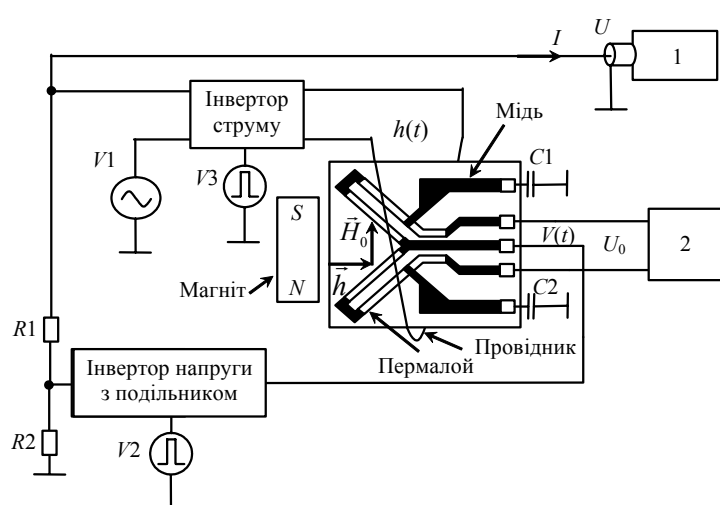 I
U
1
Інвертор
струму
h(t)
Мідь
V1
V3
C1
S
N
H⃗0
h⃗
V(t)
U0
2
Магніт
C2
R1
Провідник
Пермалой
Інвертор напруги
з подільником
R2
V2